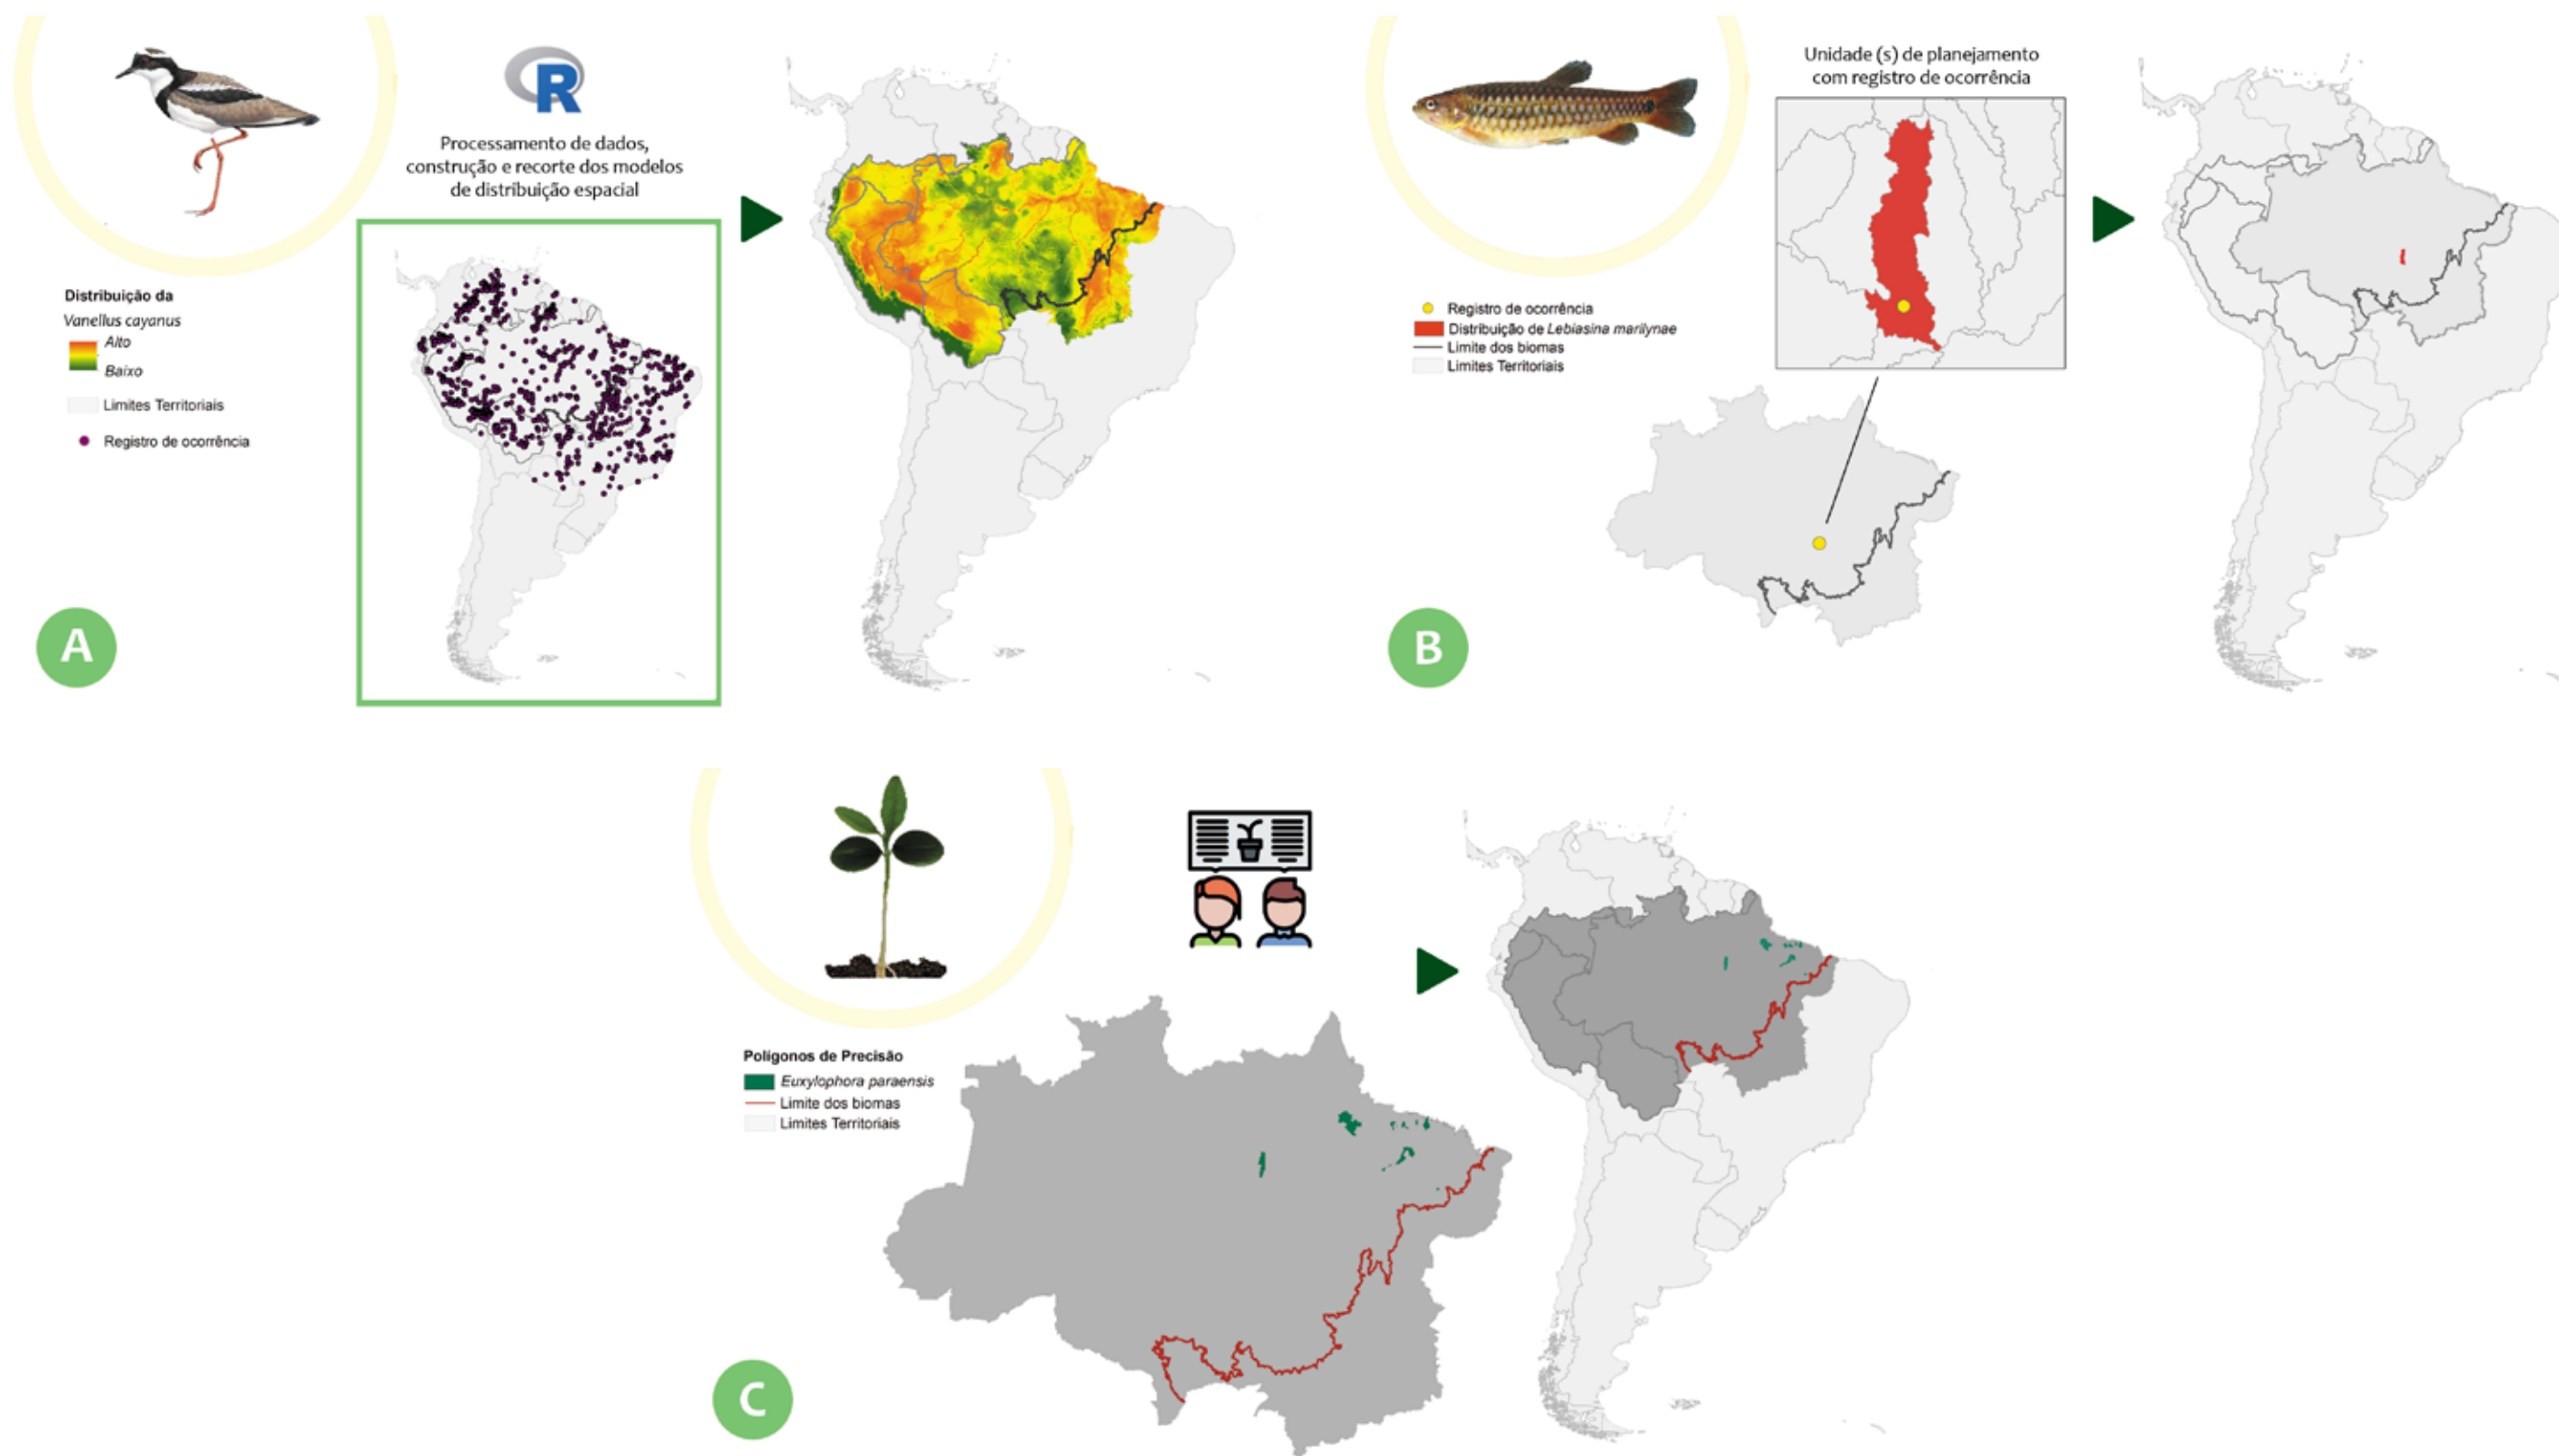 R
Processamento de dados,
construção e recorte dos modelos
de distribuição espacial
Distribuição da
Vanellus cayanus
Alto
Baixo
Limites Territoriais
Registro de ocorrência
A
Unidade (s) de planejamento
com registro de ocorrência
Registro de ocorrência
Distribuição de Lebiasina marilynae
Limite dos biomas
Limites Territoriais
B
Polígonos de Precisão
Euxylophora paraensis
Limite dos biomas
Limites Territoriais
C